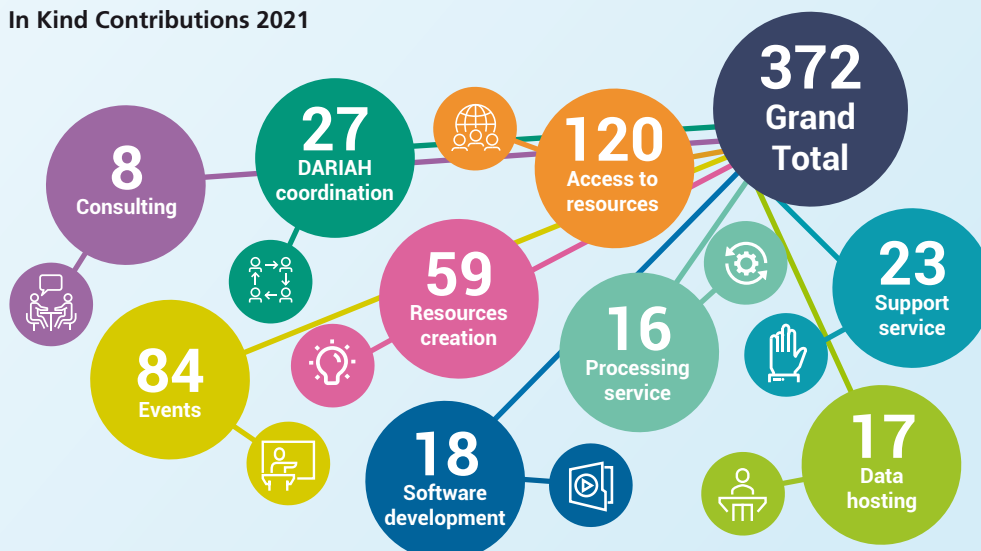 In Kind Contributions 2021
372
Grand
Total
27
DARIAH
coordination
120
Access to
resources
8
Consulting
59
Resources
creation
23
Support
service
16
Processing
service
84
Events
18
Software
development
17
Data
hosting